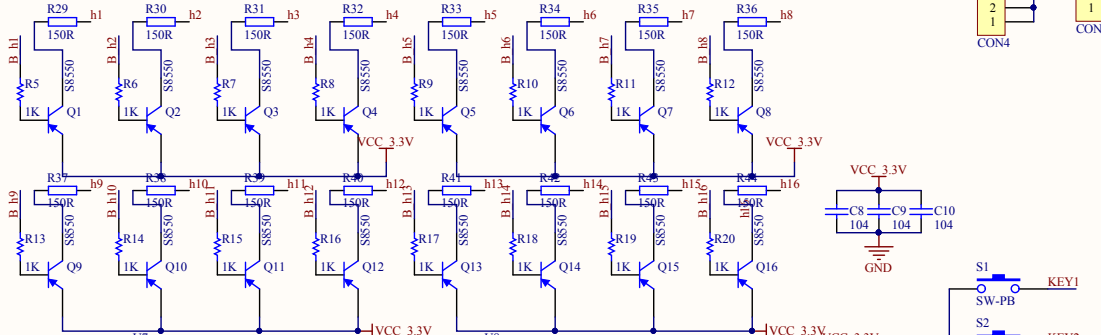 R29 h1 R30 h2 R31 h3 R32 h4 R33 h5 R34 h6 R35 h7 R36 h8
150R 150R 150R 150R 150R 150R 150R 150R
2
1
1
CON4
B h1 B h2 B h3 B h4 B h5 B h6 B h7 B h8
S8550 S8550 S8550 S8550 S8550 S8550 S8550 S8550
R5 R6 R7 R8 R9 R10 R11 R12
1K Q1 1K Q2 1K Q3 1K Q4 1K Q5 1K Q6 1K Q7 1K Q8
VCC_3.3V VCC_3.3V
R37 h9 R38 h10 R39 h11 R40 h12 R41 h13 R42 h14 R43 h15 R44 h16
150R 150R 150R 150R 150R 150R 150R 150R
B h9 B h10 B h11 B h12 B h13 B h14 B h15 B h16
S8550 S8550 S8550 S8550 S8550 S8550 S8550 S8550
R13 R14 R15 R16 R17 R18 R19 R20
1K Q9 1K Q10 1K Q11 1K Q12 1K Q13 1K Q14 1K Q15 1K Q16
VCC_3.3V VCC_3.3V
VCC_3.3V
C8 C9 C10
104 104 104
GND
S1
KEY1
SW-PB
S2